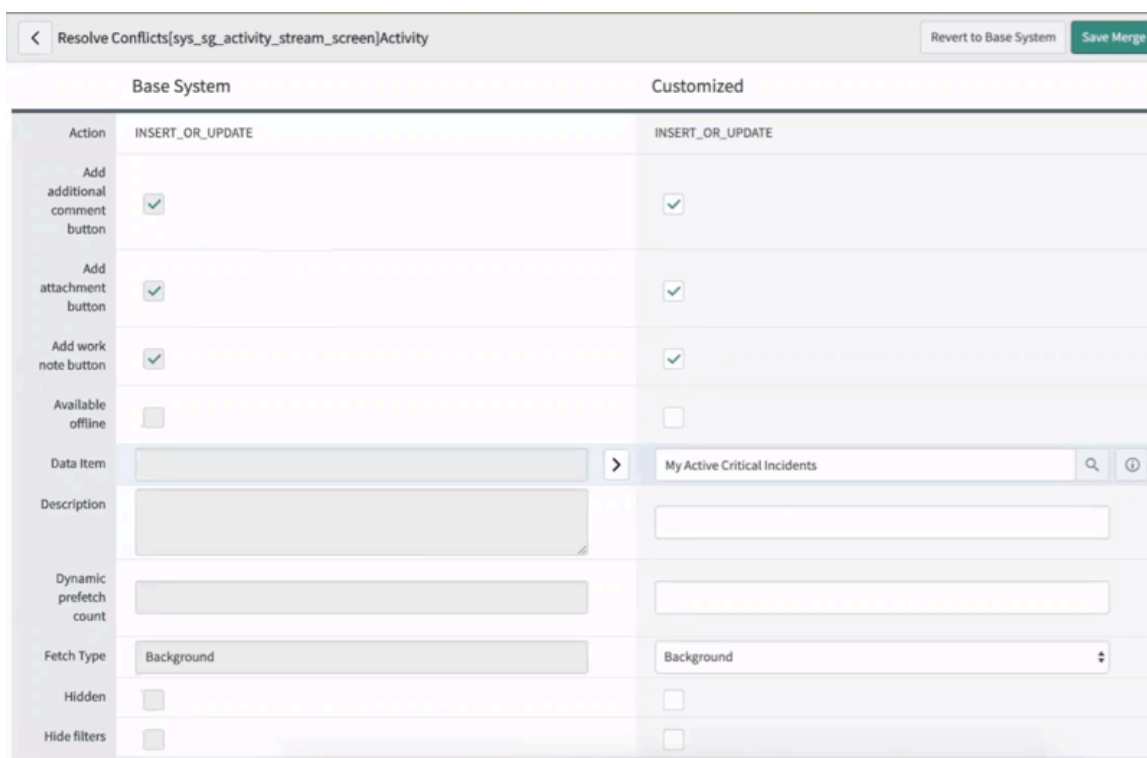 Resolve Conflicts[sys_sg_activity_stream_screen]Activity
Revert to Base System
Save Merge
Base System
Customized
Action
INSERT_OR_UPDATE
INSERT_OR_UPDATE
Add
additional
comment
button
Add
attachment
button
Add work
note button
Available
offline
Data Item
My Active Critical Incidents
Description
Dynamic
prefetch
count
Fetch Type
Background
Background
Hidden
Hide filters